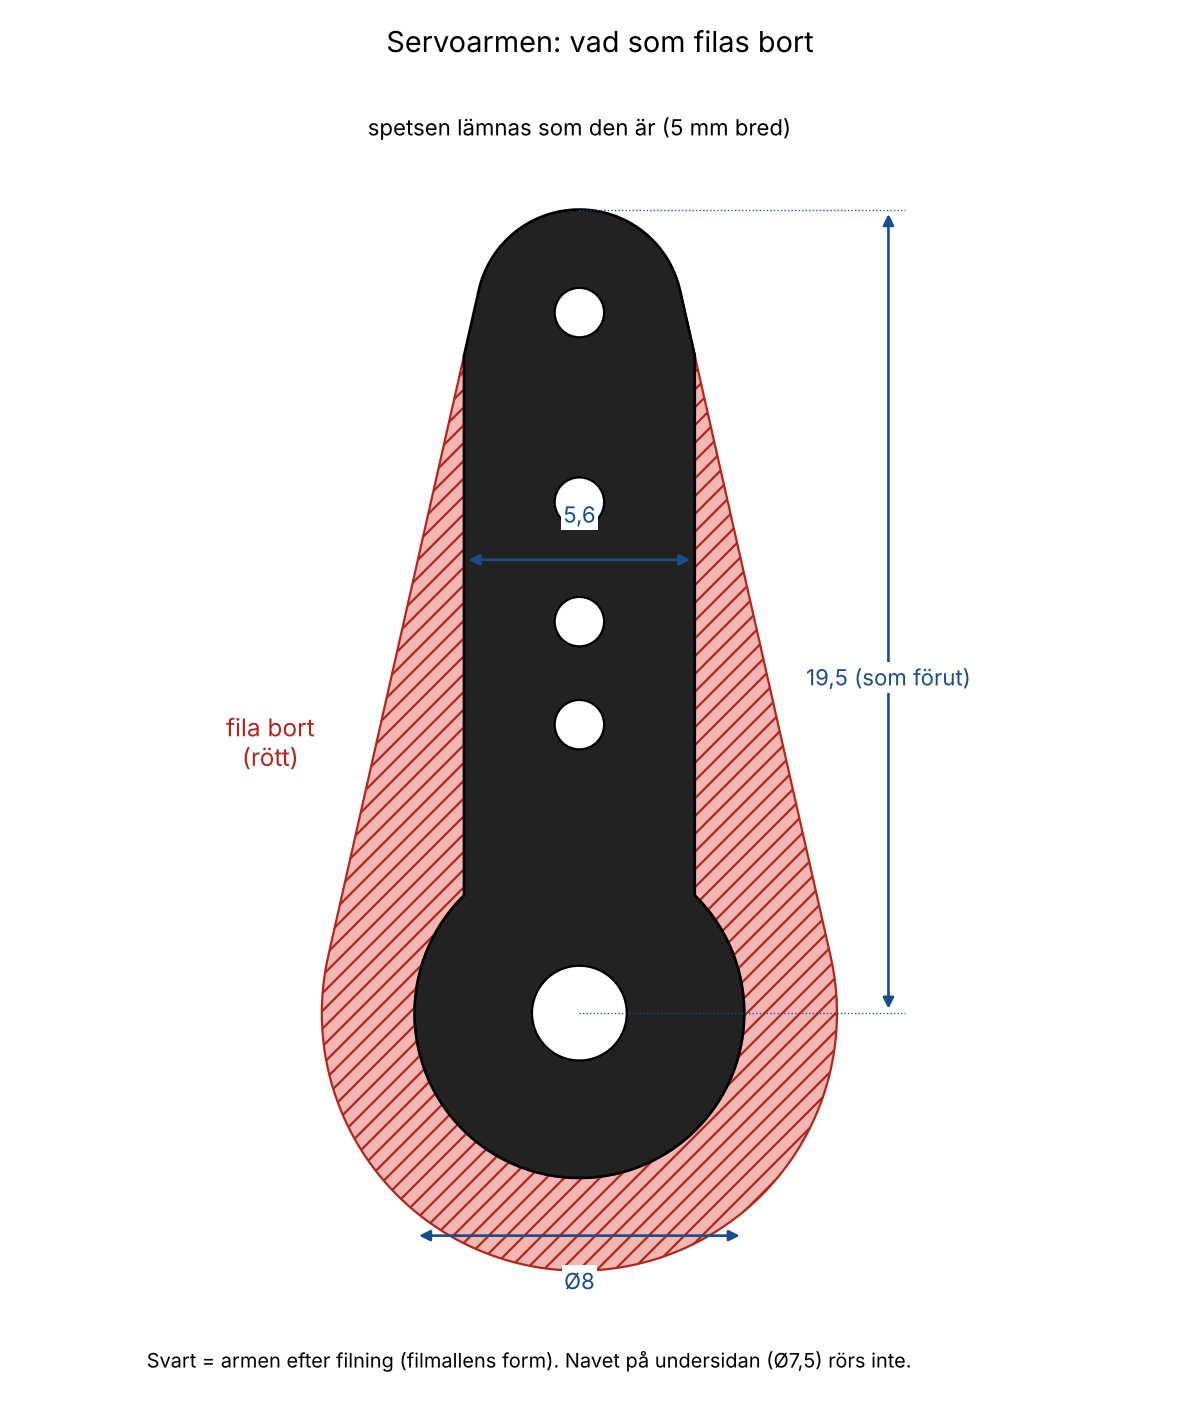 Servoarmen: vad som filas bort
spetsen lämnas som den är (5 mm bred)
5,6
19,5 (som förut)
fila bort
(rött)
Ø8
Svart = armen efter filning (filmallens form). Navet på undersidan (Ø7,5) rörs inte.